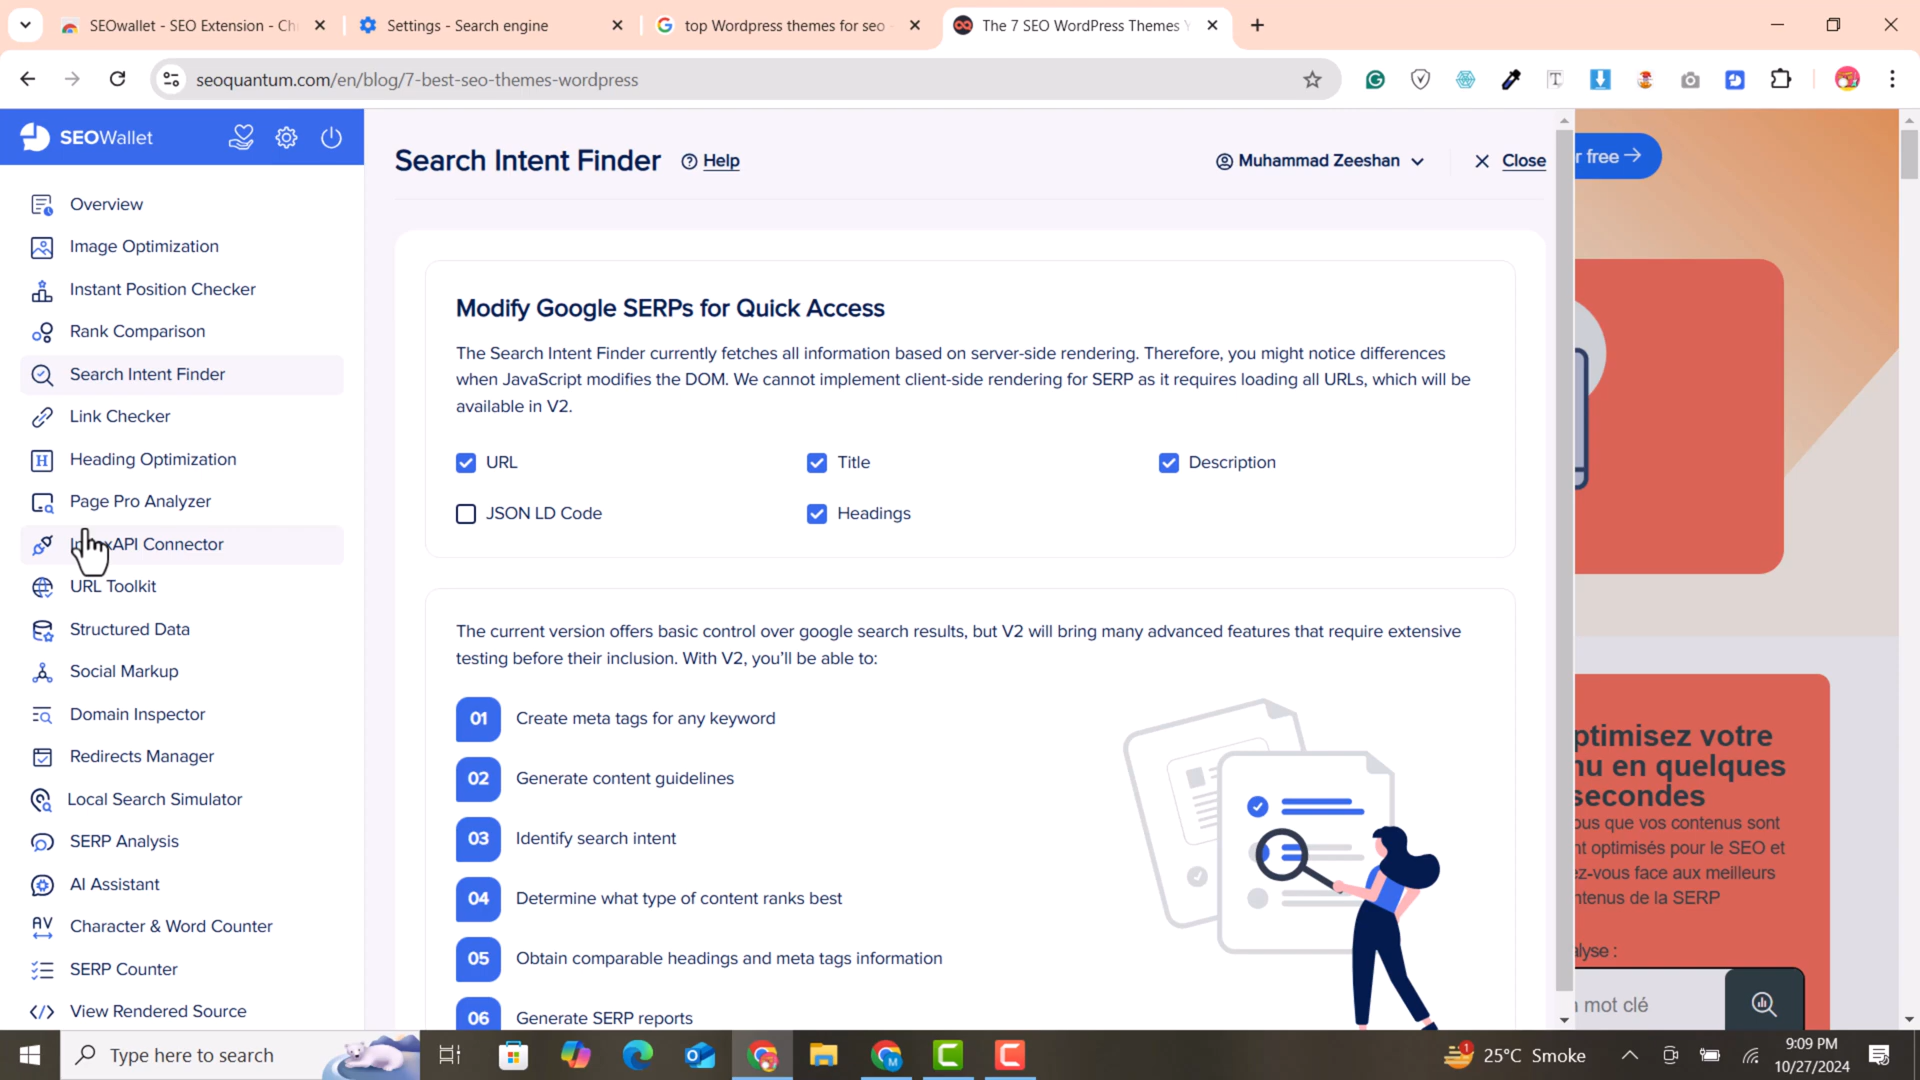 SEOwallet - SEO Extension - Ch
Settings - Search engine
top Wordpress themes for seo
The 7 SEO WordPress Themes Y
seoquantum.com/en/blog/7-best-seo-themes-wordpress
SEOWallet
Overview
Image Optimization
Instant Position Checker
Rank Comparison
Search Intent Finder
Link Checker
Heading Optimization
Page Pro Analyzer
API Connector
URL Toolkit
Structured Data
Social Markup
Domain Inspector
Redirects Manager
Local Search Simulator
SERP Analysis
AI Assistant
AV Character & Word Counter
SERP Counter
View Rendered Source
Search Intent Finder
Help
Muhammad Zeeshan
Close
Modify Google SERPs for Quick Access
The Search Intent Finder currently fetches all information based on server-side rendering. Therefore, you might notice differences
when JavaScript modifies the DOM. We cannot implement client-side rendering for SERP as it requires loading all URLs, which will be
available in V2.
URL
Title
Description
JSON LD Code
Headings
The current version offers basic control over google search results, but V2 will bring many advanced features that require extensive
testing before their inclusion. With V2, you'll be able to:
01 Create meta tags for any keyword
02 Generate content guidelines
03 Identify search intent
04 Determine what type of content ranks best
05 Obtain comparable headings and meta tags information
06 Generate SERP reports
r free →
ptimisez votre
nu en quelques
secondes
ous que vos contenus sont
nt optimisés pour le SEO et
ez-vous face aux meilleurs
ntenus de la SERP
alyse :
mot clé
Type here to search
25°C Smoke
9:09 PM
10/27/2024